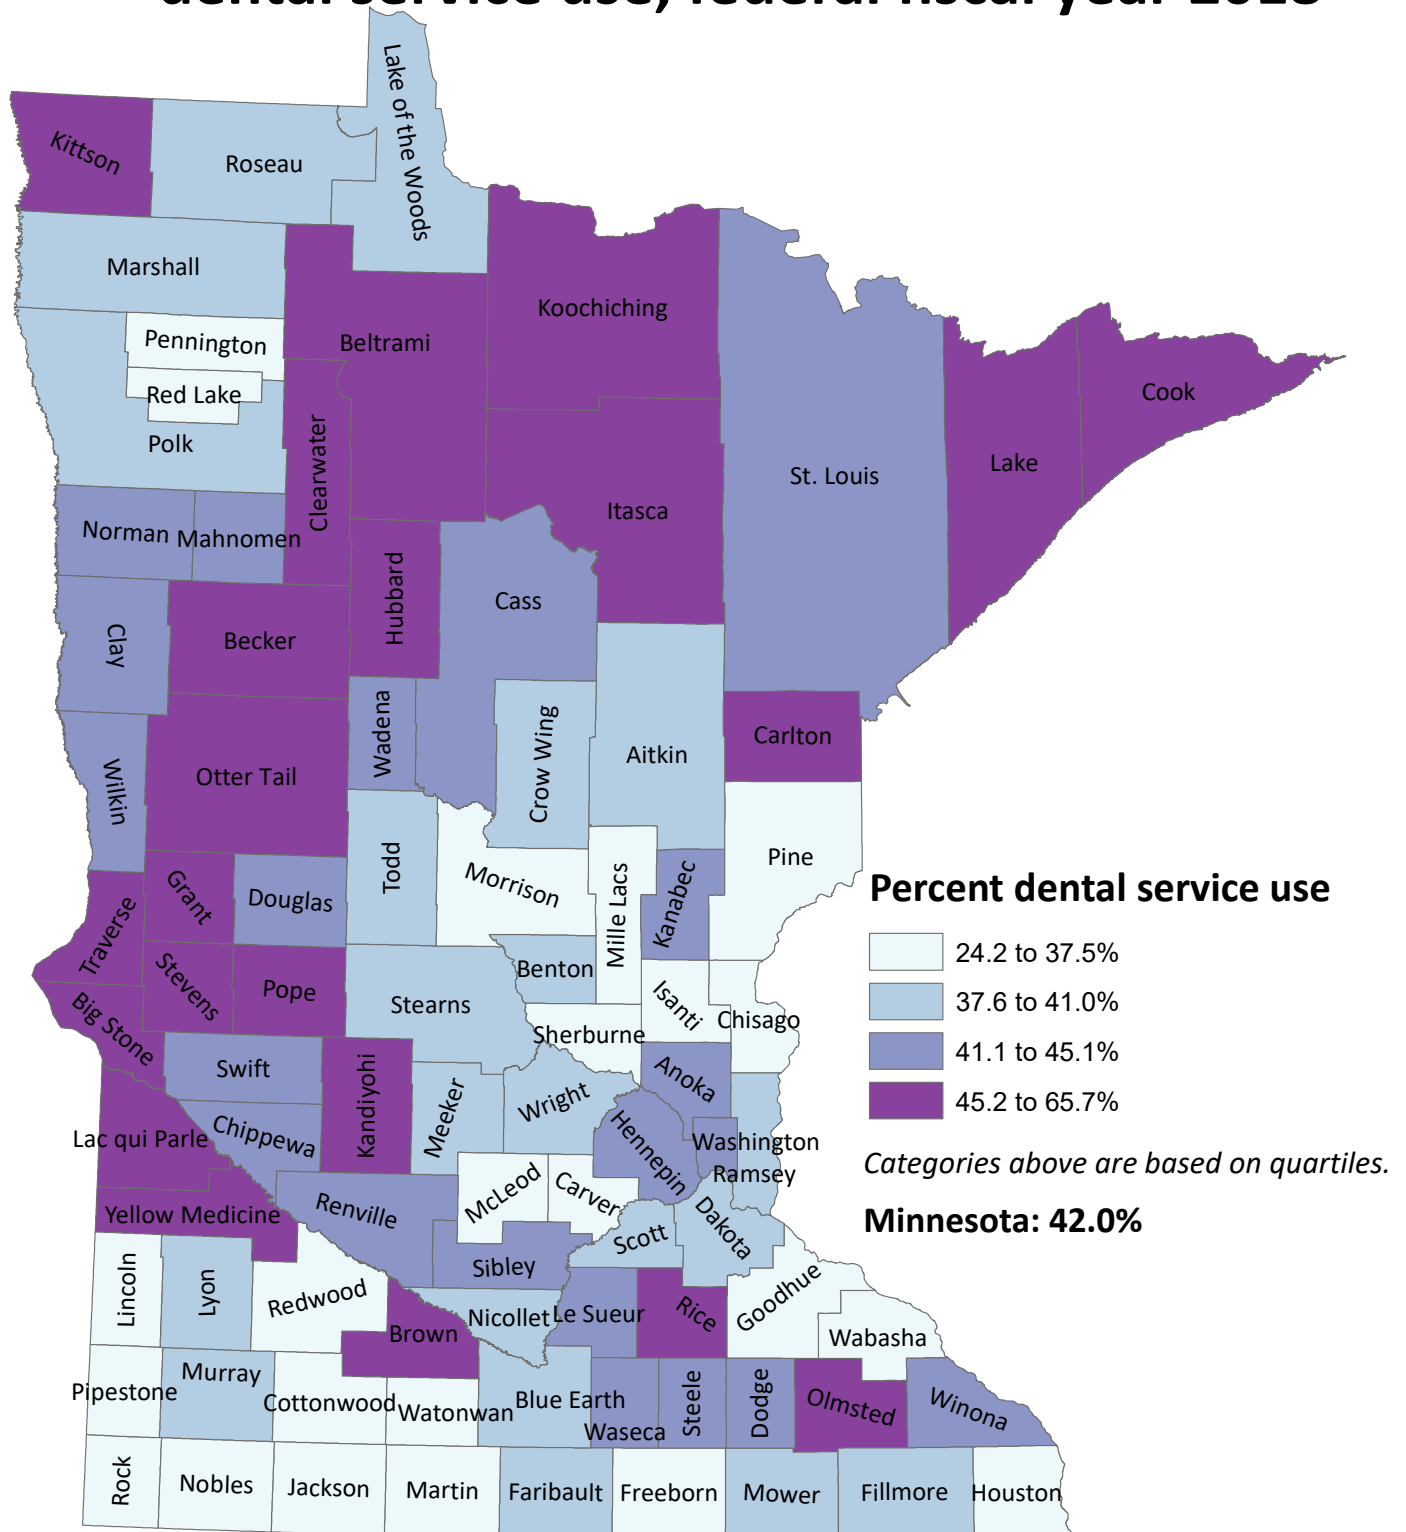 dental service use, federal fiscal year 2018
Lake of the Woods
Kittson
Roseau
Marshall
Koochiching
Pennington
Beltrami
Red Lake
Cook
Polk
Clearwater
Lake
St. Louis
Itasca
Norman
Mahnomen
Hubbard
Cass
Clay
Becker
Wadena
Carlton
Crow Wing
Aitkin
Otter Tail
Wilkin
Todd
Pine
Morrison
Mille Lacs
Kanabec
Grant
Douglas
Traverse
Benton
Stevens
Pope
Stearns
Isanti
Chisago
Big Stone
Sherburne
Swift
Kandiyohi
Anoka
Meeker
Wright
Chippewa
Lac qui Parle
Hennepin
Washington
Ramsey
McLeod
Carver
Yellow Medicine
Renville
Dakota
Scott
Sibley
Lincoln
Lyon
Redwood
Goodhue
Nicollet
Le Sueur
Rice
Brown
Wabasha
Murray
Pipestone
Cottonwood
Watonwan
Blue Earth
Waseca
Steele
Dodge
Olmsted
Winona
Rock
Nobles
Jackson
Martin
Faribault
Freeborn
Mower
Fillmore
Houston
Percent dental service use
24.2 to 37.5%
37.6 to 41.0%
41.1 to 45.1%
45.2 to 65.7%
Categories above are based on quartiles.
Minnesota: 42.0%